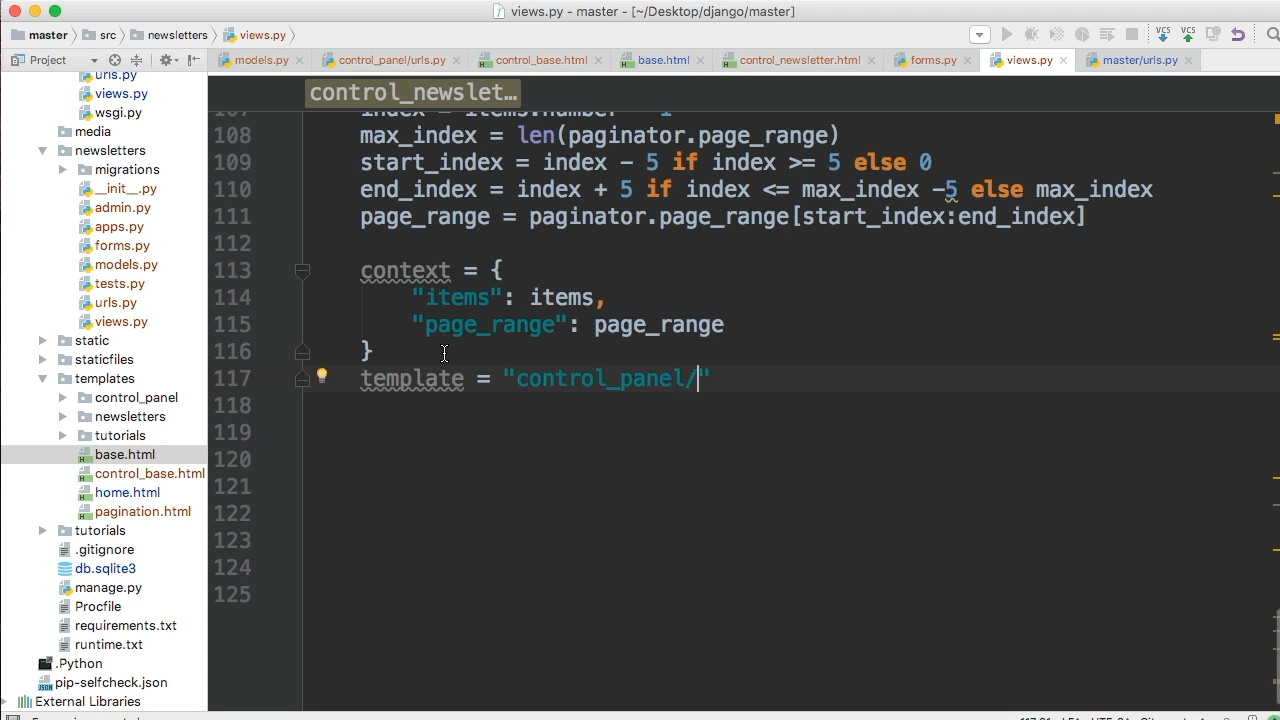 views.py - master - [~/Desktop/django/master]
master src newsletters views.py
Project
models.py control_panel/urls.py control_base.html base.html control_newsletter.html forms.py views.py master/urls.py
control_newslet…
urls.py
views.py
wsgi.py
media
newsletters
migrations
__init__.py
admin.py
apps.py
forms.py
models.py
tests.py
urls.py
views.py
static
staticfiles
templates
control_panel
newsletters
tutorials
base.html
control_base.html
home.html
pagination.html
tutorials
.gitignore
db.sqlite3
manage.py
Procfile
requirements.txt
runtime.txt
.Python
pip-selfcheck.json
External Libraries
107 index = items.number - 1
108 max_index = len(paginator.page_range)
109 start_index = index - 5 if index >= 5 else 0
110 end_index = index + 5 if index <= max_index -5 else max_index
111 page_range = paginator.page_range[start_index:end_index]
112
113 context = {
114 "items": items,
115 "page_range": page_range
116 }
117 template = "control_panel/"
118
119
120
121
122
123
124
125